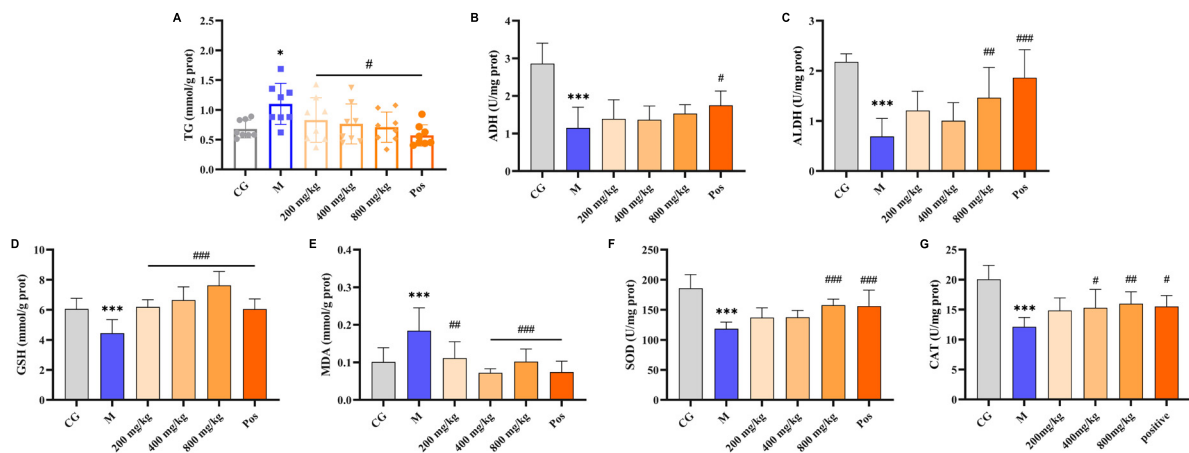 A
TG (mmol/g prot)
2.5
2.0
1.5
1.0
0.5
0.0
*
#
CG
M
200 mg/kg
400 mg/kg
800 mg/kg
Pos
B
ADH (U/mg prot)
4
3
2
1
0
***
#
CG
M
200 mg/kg
400 mg/kg
800 mg/kg
Pos
C
ALDH (U/mg prot)
3
2
1
0
***
##
###
CG
M
200 mg/kg
400 mg/kg
800 mg/kg
Pos
D
GSH (mmol/g prot)
10
8
6
4
2
0
***
###
CG
M
200 mg/kg
400 mg/kg
800 mg/kg
Pos
E
MDA (mmol/g prot)
0.4
0.3
0.2
0.1
0.0
***
##
###
CG
M
200 mg/kg
400 mg/kg
800 mg/kg
Pos
F
SOD (U/mg prot)
250
200
150
100
50
0
***
###
###
CG
M
200 mg/kg
400 mg/kg
800 mg/kg
Pos
G
CAT (U/mg prot)
25
20
15
10
5
0
***
#
##
#
CG
M
200mg/kg
400mg/kg
800mg/kg
positive